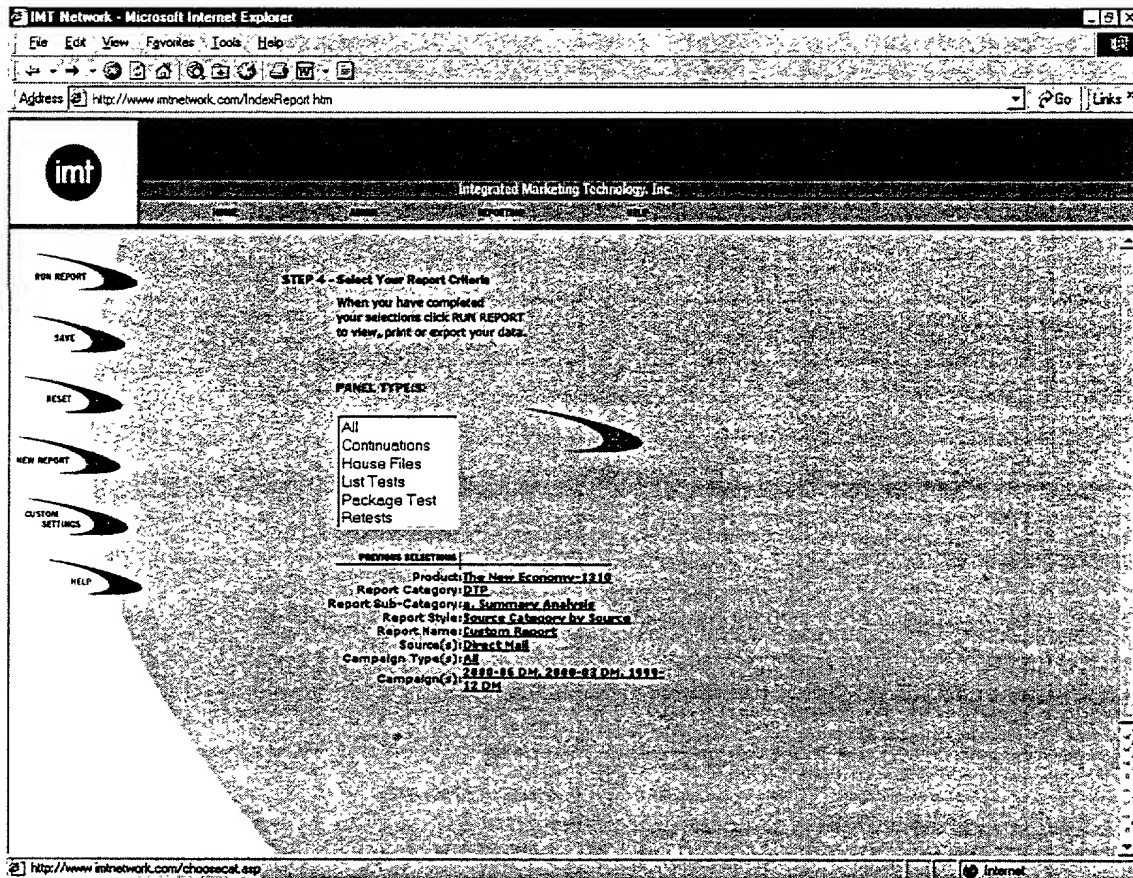 IMT Network - Microsoft Internet Explorer
File Edit View Favorites Tools Help
Address http://www.imtnetwork.com/IndexReport.htm Go Links »
imt
Integrated Marketing Technology, Inc.
HOME ADMIN REPORTING HELP
RUN REPORT
SAVE
RESET
NEW REPORT
CUSTOM SETTINGS
HELP
STEP 4 - Select Your Report Criteria
When you have completed
your selections click RUN REPORT
to view, print or export your data.
PANEL TYPE(S):
All
Continuations
House Files
List Tests
Package Test
Retests
PREVIOUS SELECTIONS
Product: The New Economy-1310
Report Category: DTP
Report Sub-Category: a. Summary Analysis
Report Style: Source Category by Source
Report Name: Custom Report
Source(s): Direct Mail
Campaign Type(s): All
Campaign(s): 2000-06 DM, 2000-03 DM, 1999-
12 DM
http://www.imtnetwork.com/choosecat.asp Internet